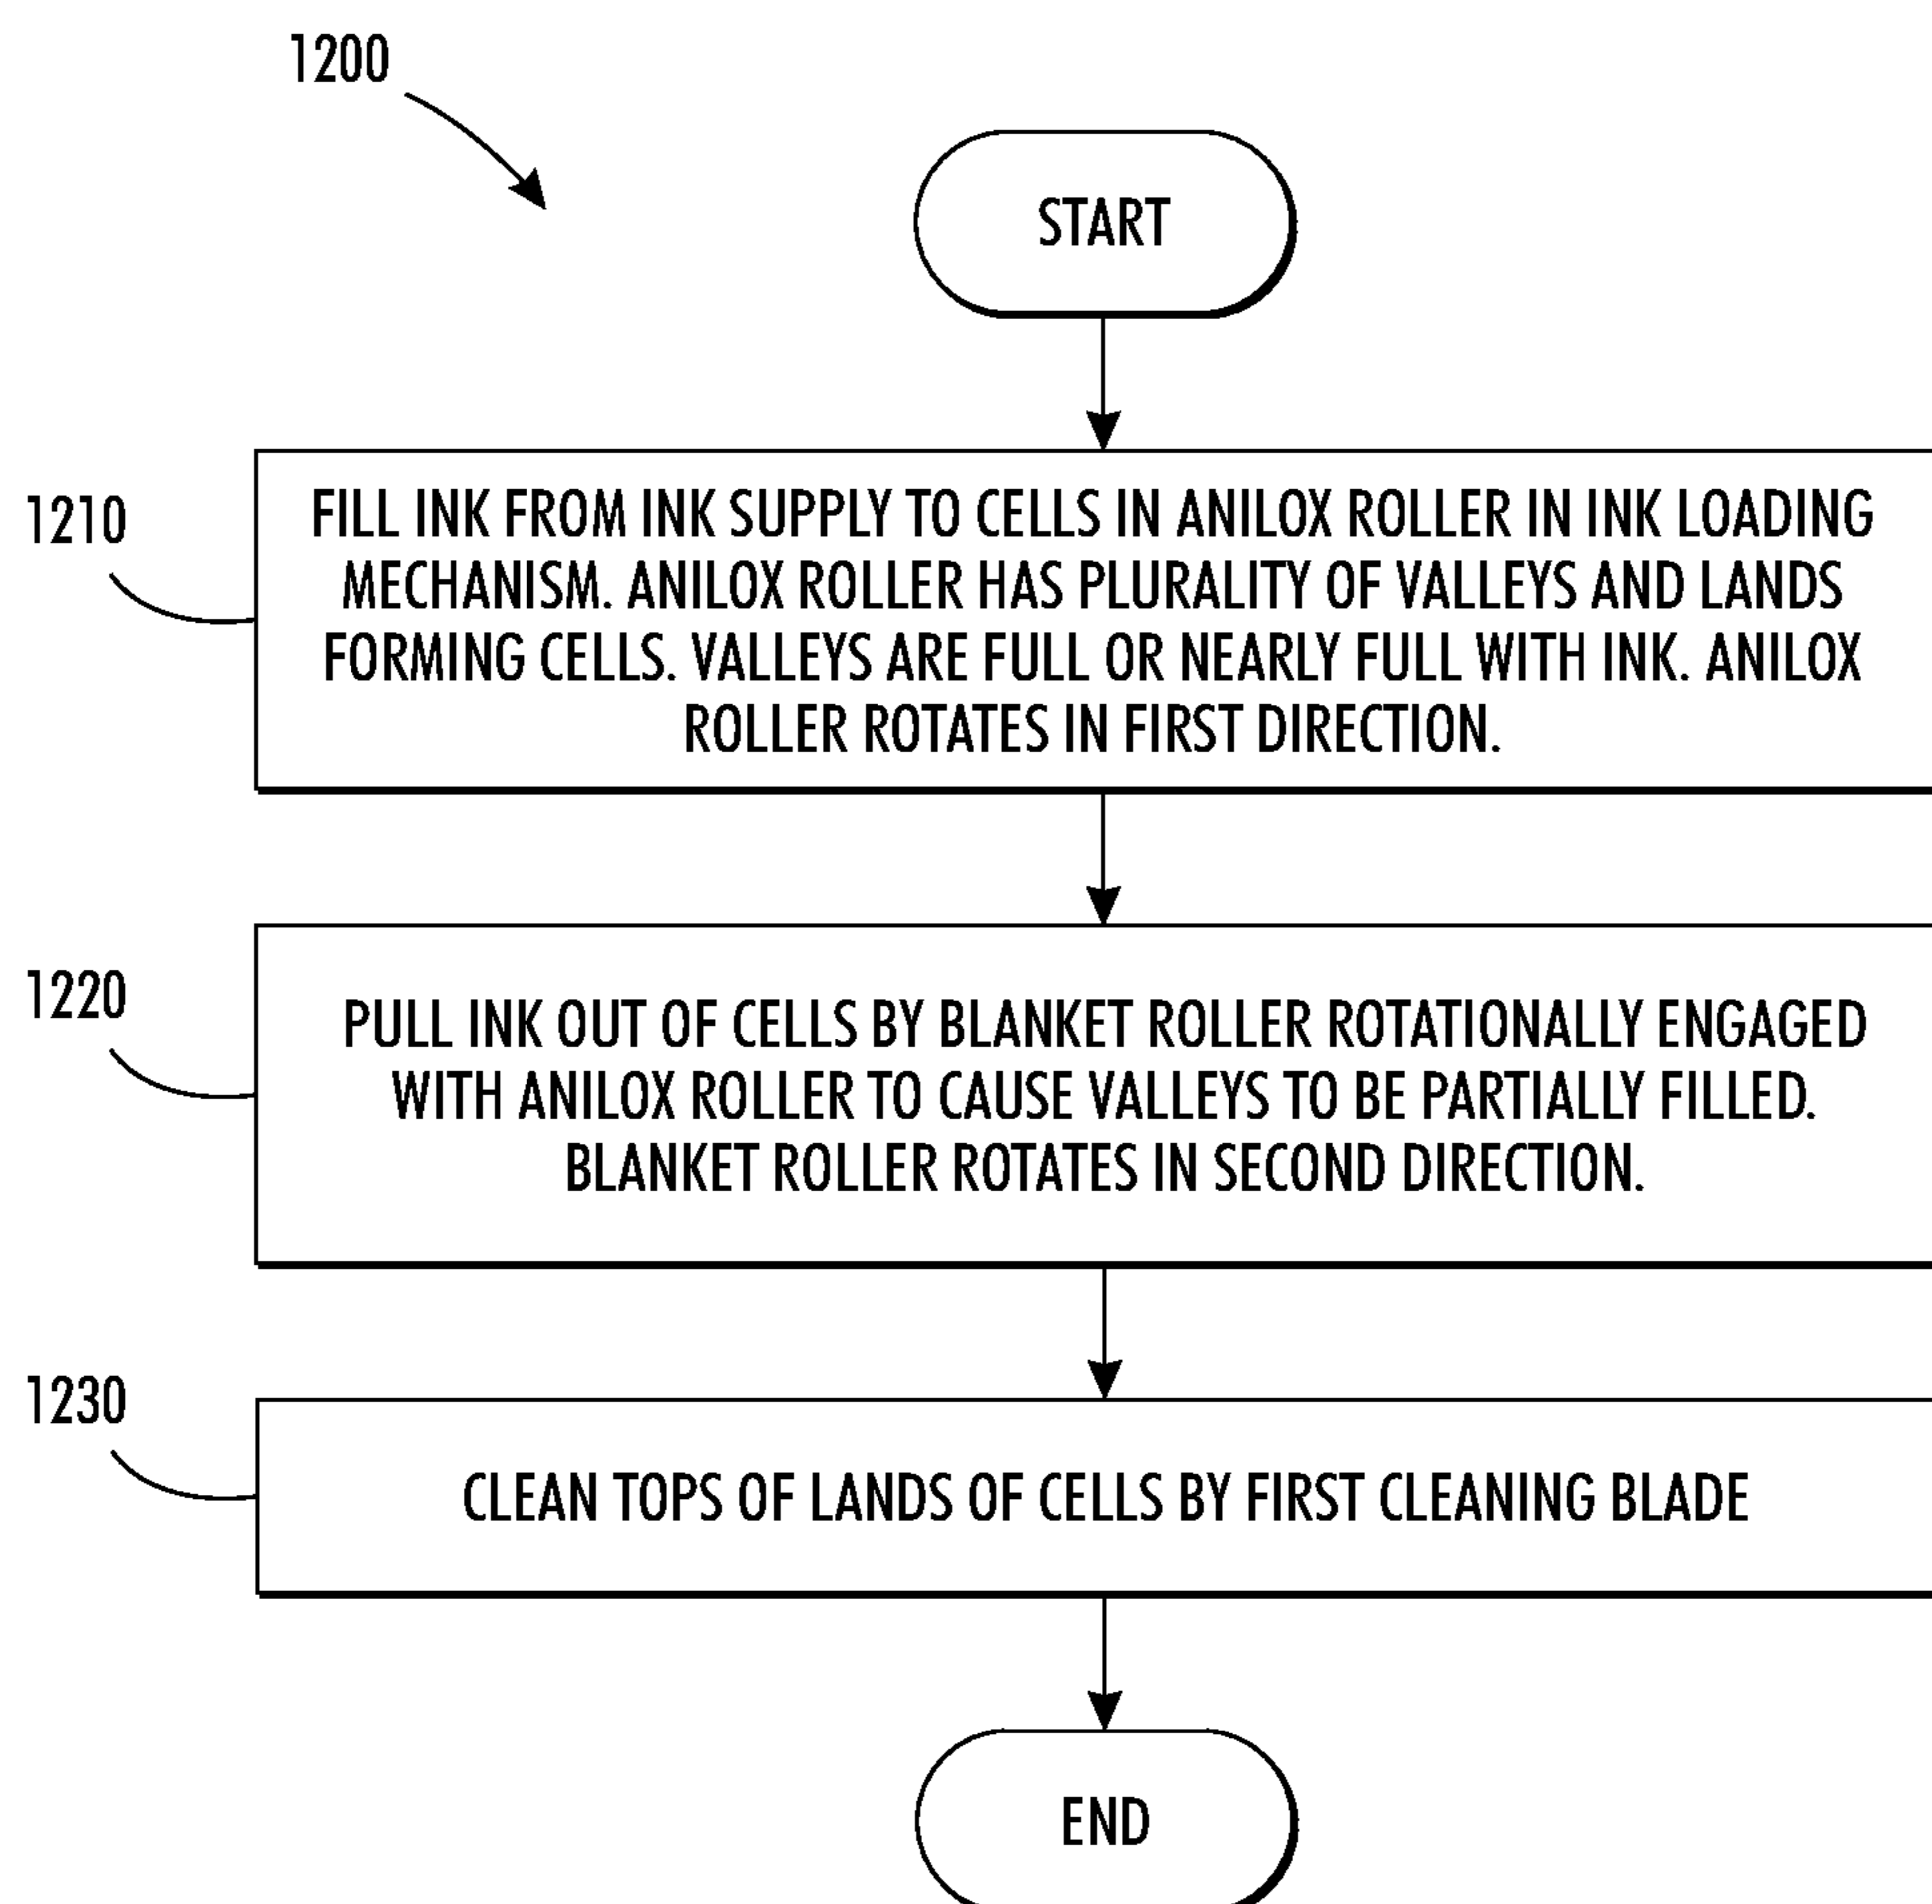 1200
START
1210
FILL INK FROM INK SUPPLY TO CELLS IN ANILOX ROLLER IN INK LOADING
MECHANISM. ANILOX ROLLER HAS PLURALITY OF VALLEYS AND LANDS
FORMING CELLS. VALLEYS ARE FULL OR NEARLY FULL WITH INK. ANILOX
ROLLER ROTATES IN FIRST DIRECTION.
1220
PULL INK OUT OF CELLS BY BLANKET ROLLER ROTATIONALLY ENGAGED
WITH ANILOX ROLLER TO CAUSE VALLEYS TO BE PARTIALLY FILLED.
BLANKET ROLLER ROTATES IN SECOND DIRECTION.
1230
CLEAN TOPS OF LANDS OF CELLS BY FIRST CLEANING BLADE
END